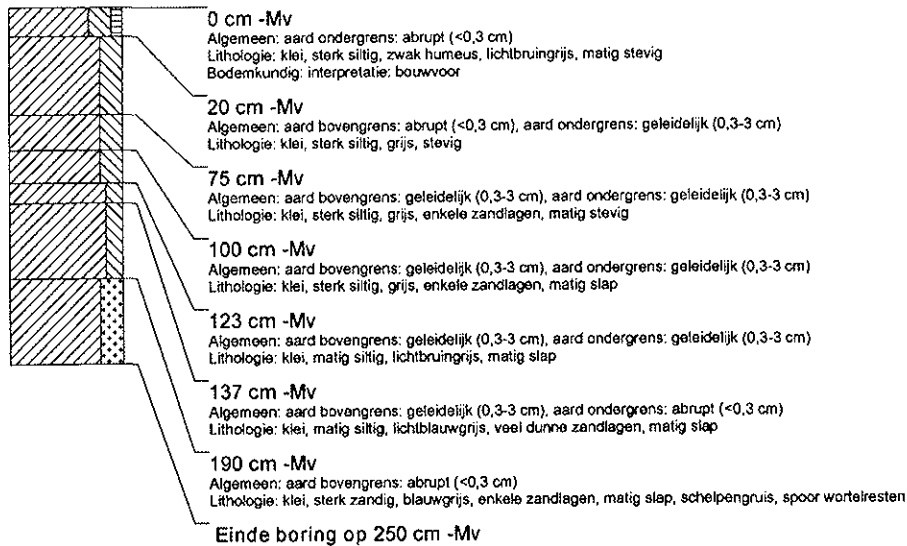 0 cm -Mv
Algemeen: aard ondergrens: abrupt (<0,3 cm)
Lithologie: klei, sterk siltig, zwak humeus, lichtbruingrijs, matig stevig
Bodemkundig: interpretatie: bouwvoor
20 cm -Mv
Algemeen: aard bovengrens: abrupt (<0,3 cm), aard ondergrens: geleidelijk (0,3-3 cm)
Lithologie: klei, sterk siltig, grijs, stevig
75 cm -Mv
Algemeen: aard bovengrens: geleidelijk (0,3-3 cm), aard ondergrens: geleidelijk (0,3-3 cm)
Lithologie: klei, sterk siltig, grijs, enkele zandlagen, matig stevig
100 cm -Mv
Algemeen: aard bovengrens: geleidelijk (0,3-3 cm), aard ondergrens: geleidelijk (0,3-3 cm)
Lithologie: klei, sterk siltig, grijs, enkele zandlagen, matig slap
123 cm -Mv
Algemeen: aard bovengrens: geleidelijk (0,3-3 cm), aard ondergrens: geleidelijk (0,3-3 cm)
Lithologie: klei, matig siltig, lichtbruingrijs, matig slap
137 cm -Mv
Algemeen: aard bovengrens: geleidelijk (0,3-3 cm), aard ondergrens: abrupt (<0,3 cm)
Lithologie: klei, matig siltig, lichtblauwgrijs, veel dunne zandlagen, matig slap
190 cm -Mv
Algemeen: aard bovengrens: abrupt (<0,3 cm)
Lithologie: klei, sterk zandig, blauwgrijs, enkele zandlagen, matig slap, schelpengruis, spoor wortelresten
Einde boring op 250 cm -Mv